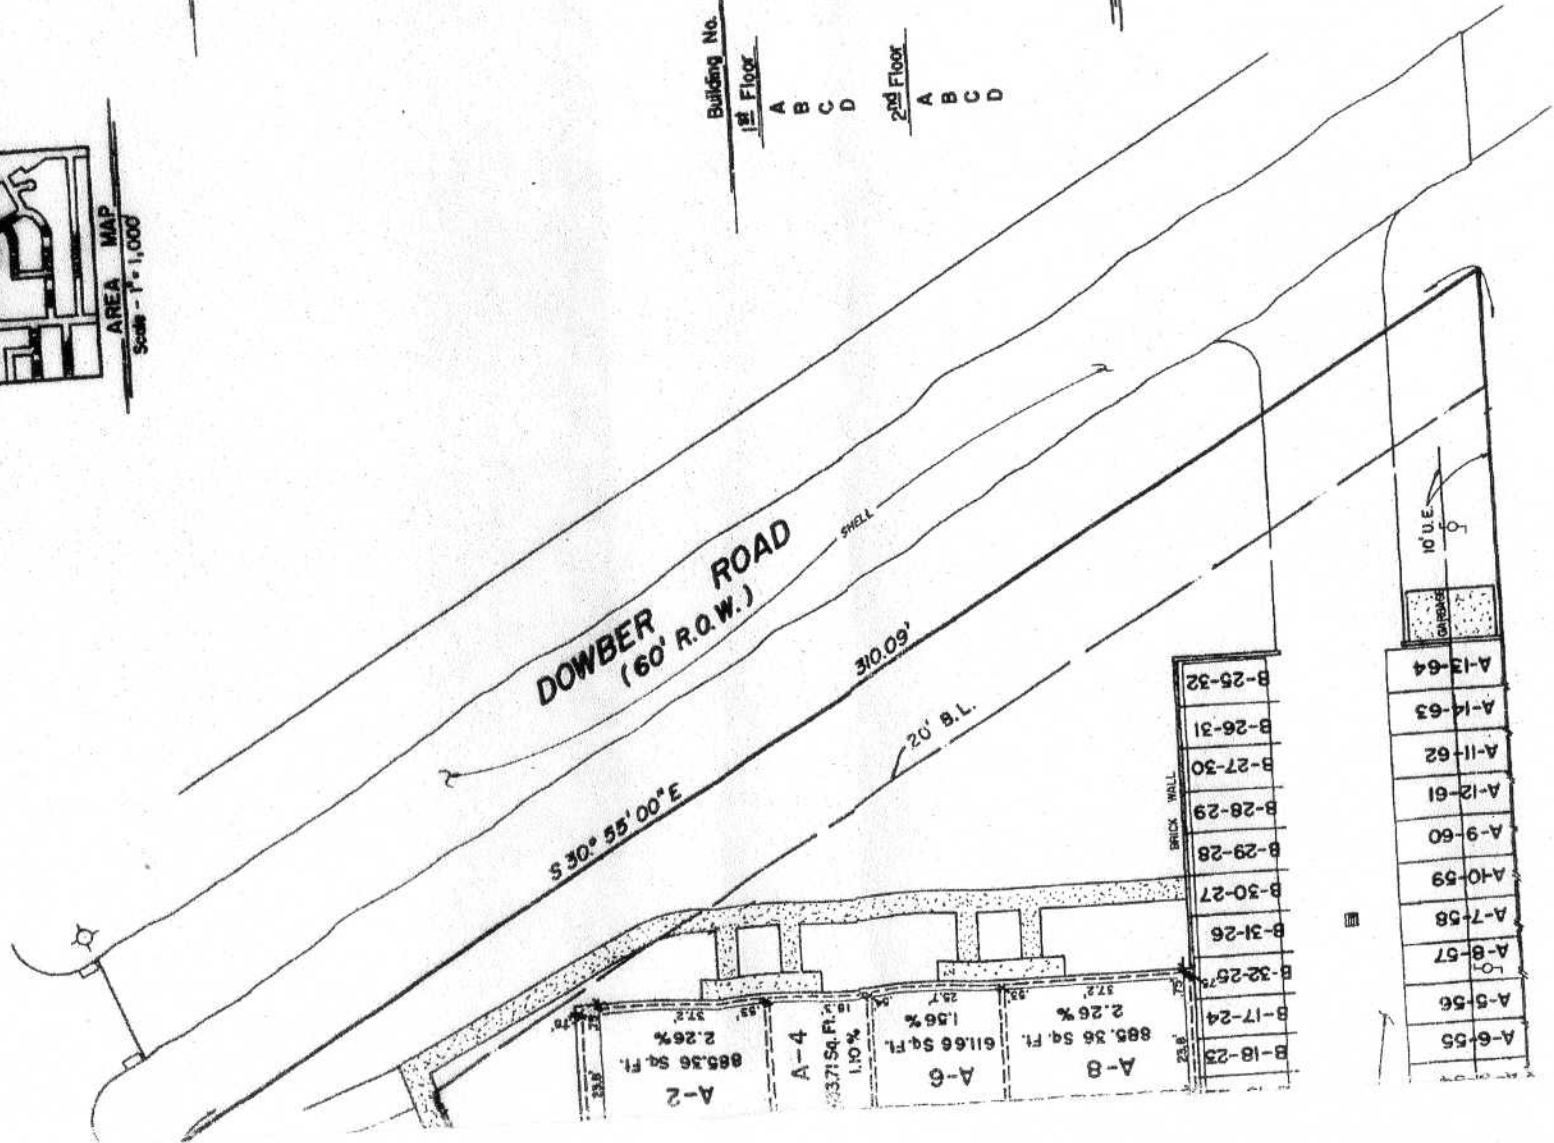 AREA MAP
Scale - 1" = 1,000'
Building No.
1st Floor
A
B
C
D
2nd Floor
A
B
C
D
DOWBER ROAD
(60' R.O.W.)
SHELL
S 30° 55' 00" E
310.09'
20' B.L.
10' U.E.
GARBAGE
BRICK WALL
B-25-32
B-26-31
B-27-30
B-28-29
B-29-28
B-30-27
B-31-26
B-32-25
B-17-24
B-18-23
A-13-64
A-14-63
A-11-62
A-12-61
A-9-60
A-10-59
A-7-58
A-8-57
A-5-56
A-6-55
A-2
885.36 Sq. Ft.
2.26%
37.2'
23.8'
A-4
1.10%
A-6
611.66 Sq. Ft.
1.56%
25.7'
A-8
885.36 Sq. Ft.
2.26%
37.2'
23.8'